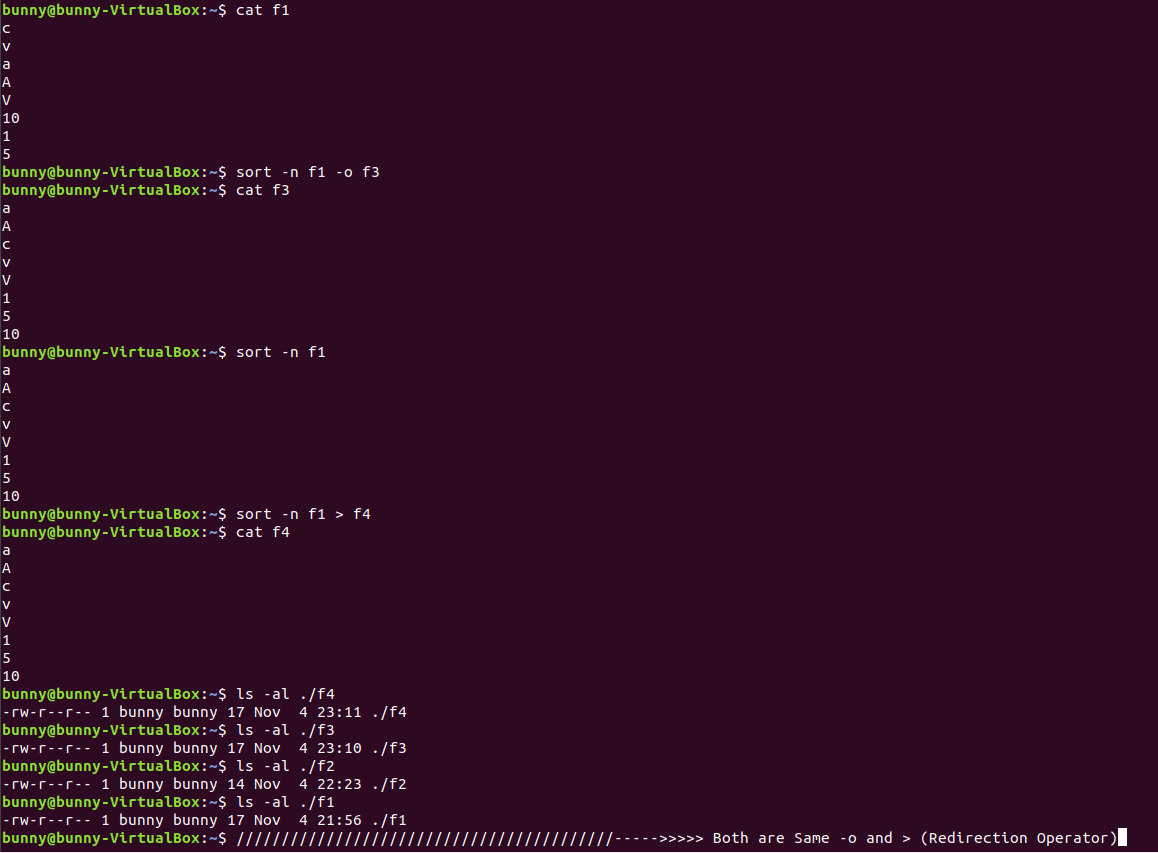 bunny@bunny-VirtualBox:~$ cat f1
c
v
a
A
V
10
1
5
bunny@bunny-VirtualBox:~$ sort -n f1 -o f3
bunny@bunny-VirtualBox:~$ cat f3
a
A
c
v
V
1
5
10
bunny@bunny-VirtualBox:~$ sort -n f1
a
A
c
v
V
1
5
10
bunny@bunny-VirtualBox:~$ sort -n f1 > f4
bunny@bunny-VirtualBox:~$ cat f4
a
A
c
v
V
1
5
10
bunny@bunny-VirtualBox:~$ ls -al ./f4
-rw-r--r-- 1 bunny bunny 17 Nov  4 23:11 ./f4
bunny@bunny-VirtualBox:~$ ls -al ./f3
-rw-r--r-- 1 bunny bunny 17 Nov  4 23:10 ./f3
bunny@bunny-VirtualBox:~$ ls -al ./f2
-rw-r--r-- 1 bunny bunny 14 Nov  4 22:23 ./f2
bunny@bunny-VirtualBox:~$ ls -al ./f1
-rw-r--r-- 1 bunny bunny 17 Nov  4 21:56 ./f1
bunny@bunny-VirtualBox:~$ //////////////////////////////////////////----->>>>> Both are Same -o and > (Redirection Operator)